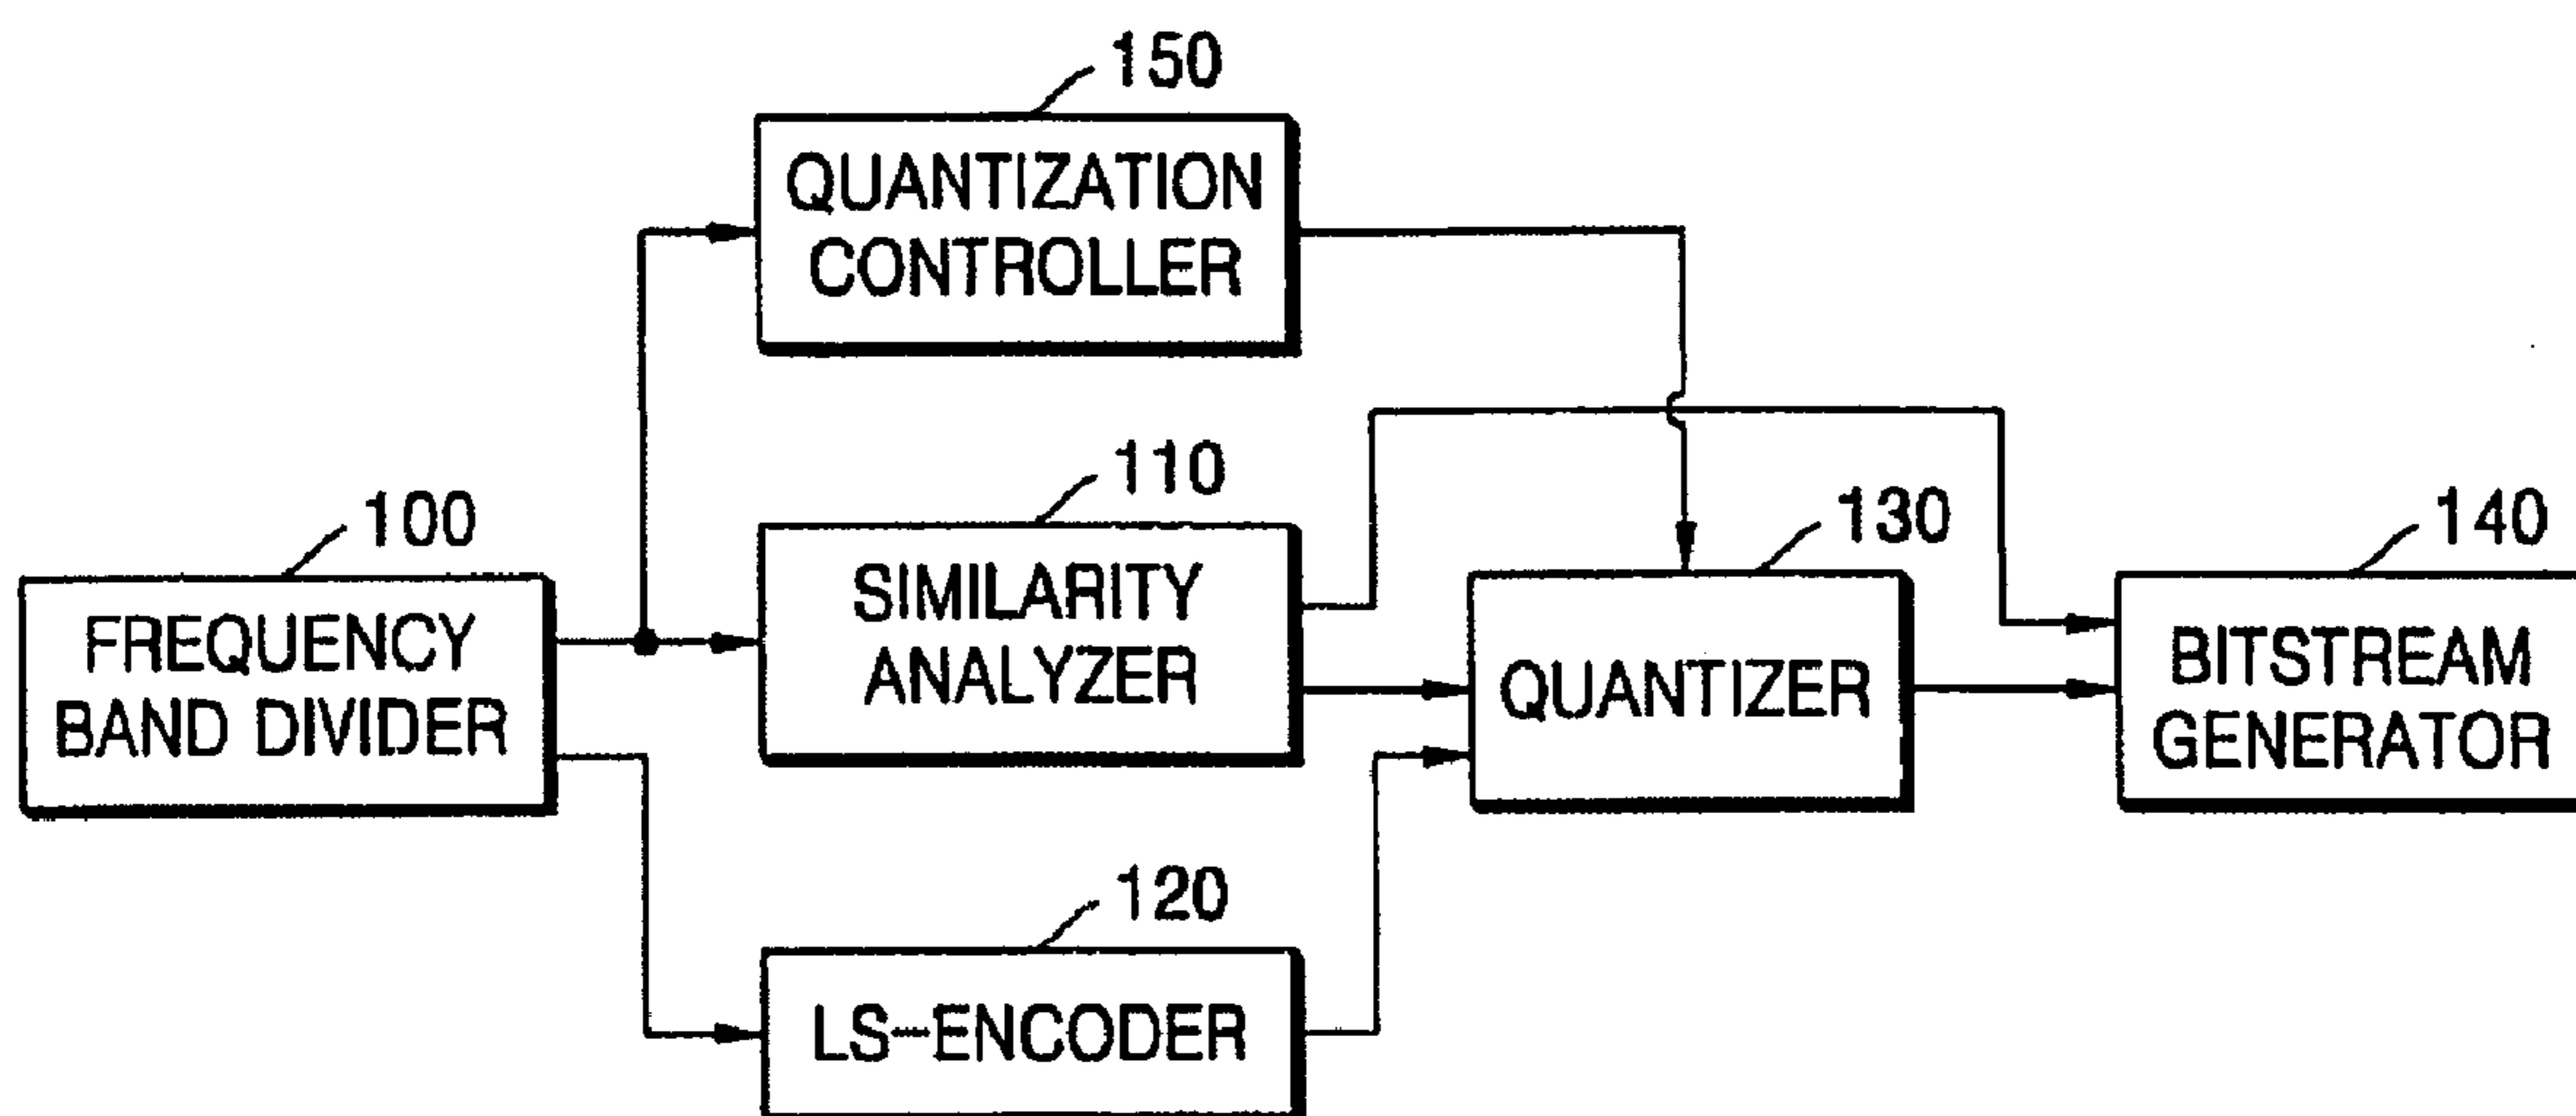 150
QUANTIZATION
CONTROLLER
110
SIMILARITY
ANALYZER
100
FREQUENCY
BAND DIVIDER
130
QUANTIZER
140
BITSTREAM
GENERATOR
120
LS-ENCODER